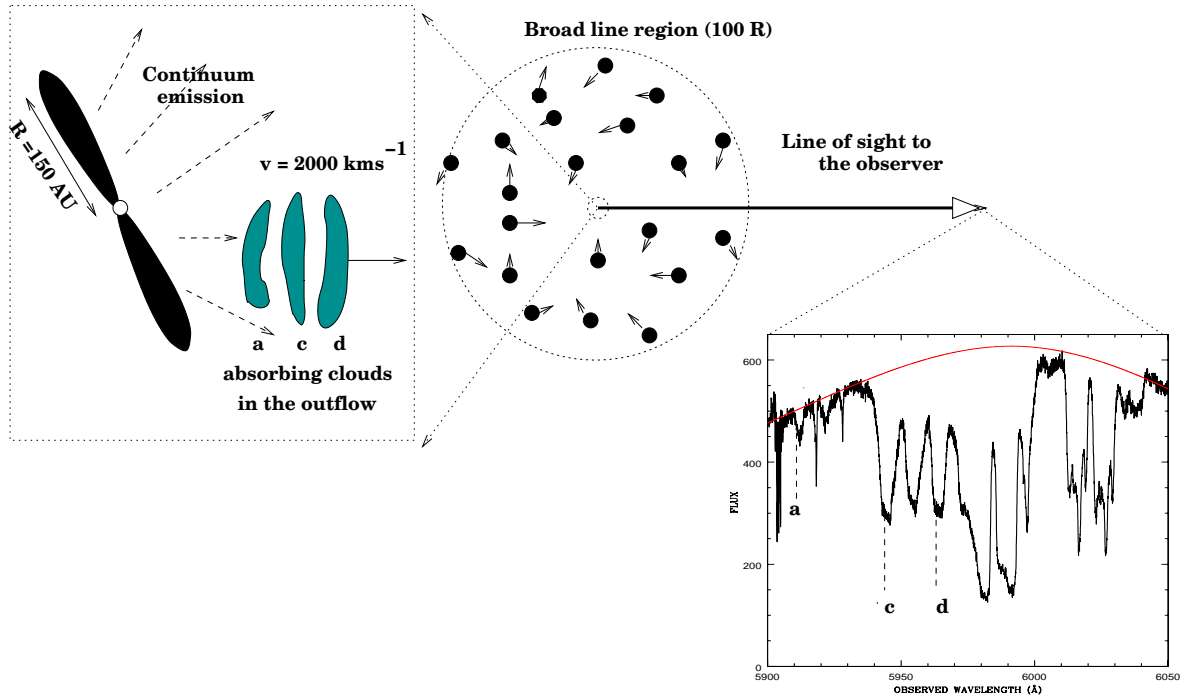 Continuum
emission
R =150 AU
v = 2000 kms⁻¹
a c d
absorbing clouds
in the outflow
Broad line region (100 R)
Line of sight to
the observer
600
400
200
0
FLUX
a
c
d
5900 5950 6000 6050
OBSERVED WAVELENGTH (Å)